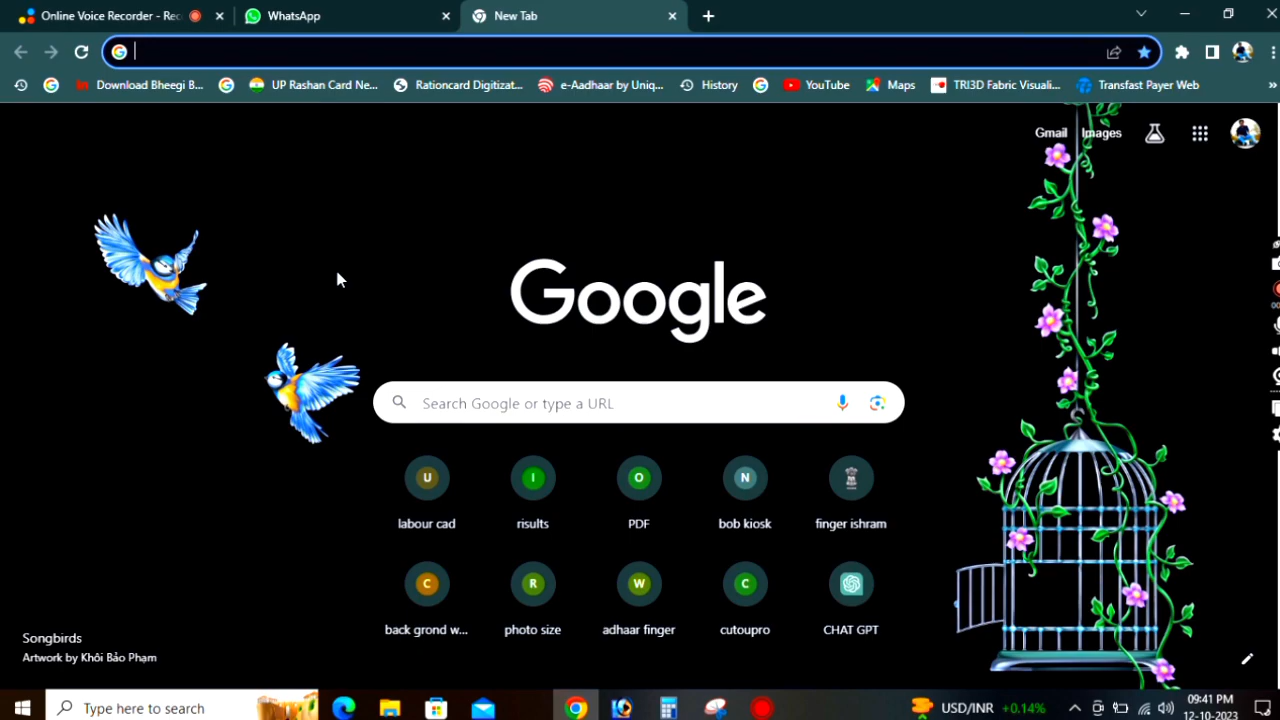 Online Voice Recorder - Rec
WhatsApp
New Tab
Download Bheegi B...
UP Rashan Card Ne...
Rationcard Digitizat...
e-Aadhaar by Uniq...
History
YouTube
Maps
TRI3D Fabric Visuali...
Transfast Payer Web
Gmail
Images
Google
Search Google or type a URL
U
I
O
N
labour cad
risults
PDF
bob kiosk
finger ishram
C
R
W
C
back grond w...
photo size
adhaar finger
cutoupro
CHAT GPT
Songbirds
Artwork by Khôi Bảo Phạm
Type here to search
USD/INR +0.14%
09:41 PM
12-10-2023